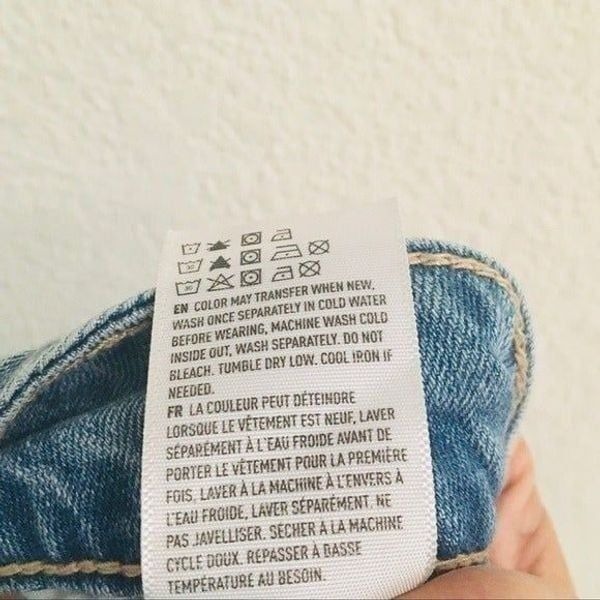 EN COLOR MAY TRANSFER WHEN NEW.
WASH ONCE SEPARATELY IN COLD WATER
BEFORE WEARING, MACHINE WASH COLD
INSIDE OUT, WASH SEPARATELY. DO NOT
BLEACH. TUMBLE DRY LOW. COOL IRON IF
NEEDED.
FR LA COULEUR PEUT DÉTEINDRE
LORSQUE LE VÊTEMENT EST NEUF, LAVER
SÉPARÉMENT À L'EAU FROIDE AVANT DE
PORTER LE VÊTEMENT POUR LA PREMIÈRE
FOIS. LAVER À LA MACHINE À L'ENVERS À
L'EAU FROIDE, LAVER SÉPARÉMENT. NE
PAS JAVELLISER. SÉCHER À LA MACHINE
CYCLE DOUX. REPASSER À BASSE
TEMPÉRATURE AU BESOIN.